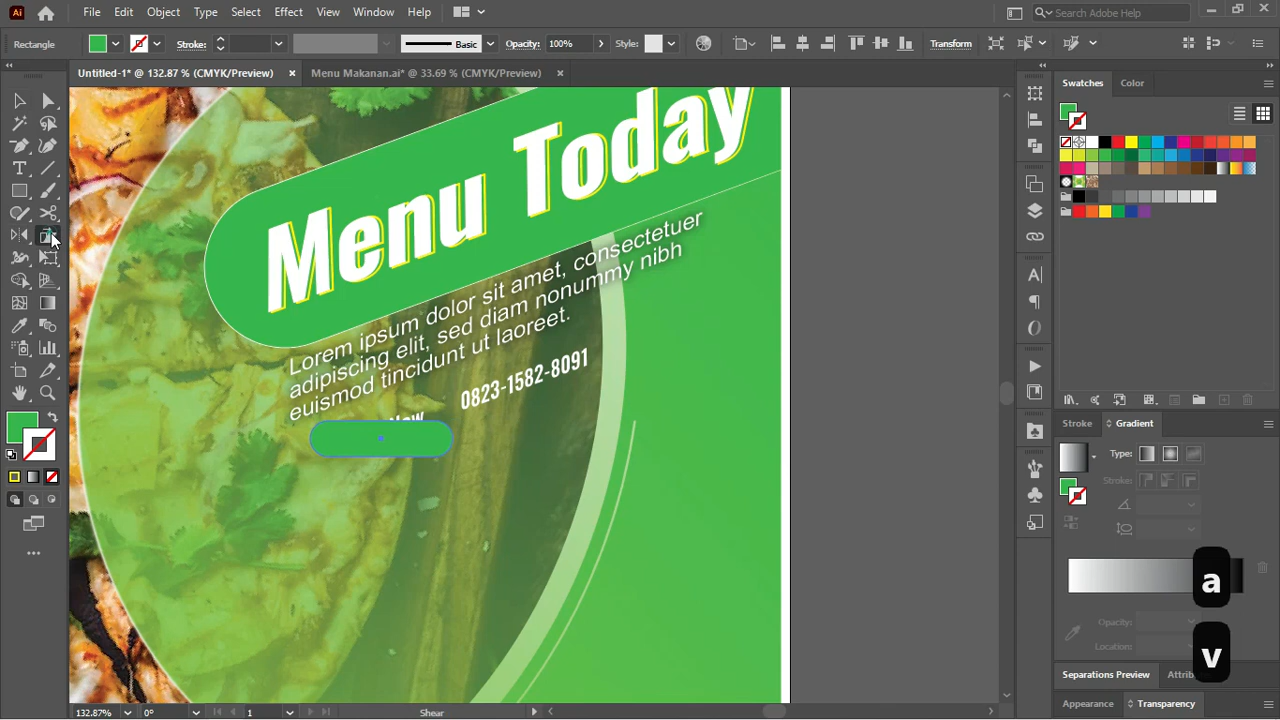 Ai
File Edit Object Type Select Effect View Window Help
Search Adobe Help
Rectangle
Stroke:
Basic
Opacity: 100%
Style:
Transform
Untitled-1* @ 132.87 % (CMYK/Preview) ×
Menu Makanan.ai* @ 33.69 % (CMYK/Preview) ×
Swatches Color
Menu Today
Lorem ipsum dolor sit amet, consectetuer
adipiscing elit, sed diam nonummy nibh
euismod tincidunt ut laoreet.
0823-1582-8091
Stroke Gradient
Type:
Stroke:
Opacity:
Location:
a
v
Separations Preview
Appearance Transparency
132.87% 0° 1 Shear